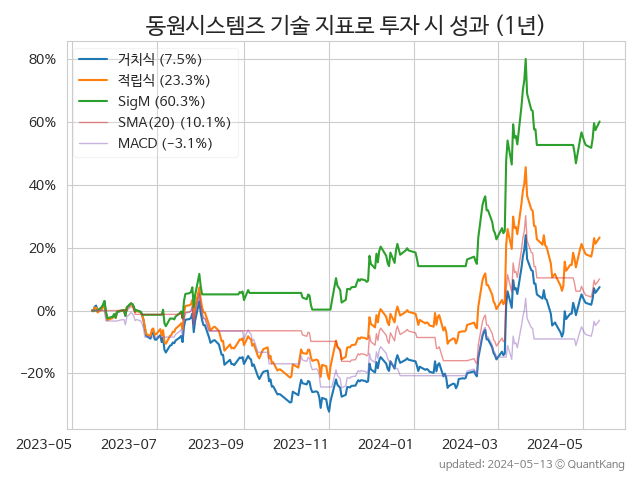 동원시스템즈 기술 지표로 투자 시 성과 (1년)
거치식 (7.5%)
적립식 (23.3%)
SigM (60.3%)
SMA(20) (10.1%)
MACD (−3.1%)
80%
60%
40%
20%
0%
−20%
2023-05 2023-07 2023-09 2023-11 2024-01 2024-03 2024-05
updated: 2024-05-13 ⓒ QuantKang